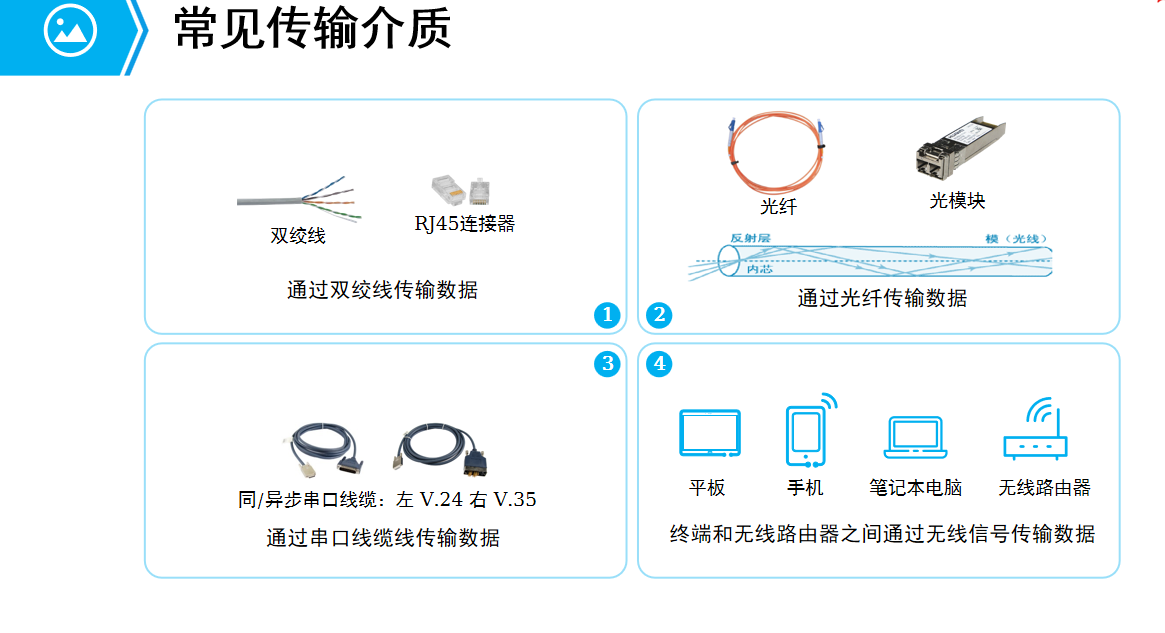 常见传输介质
双绞线
RJ45连接器
通过双绞线传输数据
1
光纤
光模块
反射层
模（光线）
内芯
通过光纤传输数据
2
3
同/异步串口线缆：左 V.24 右 V.35
通过串口线缆线传输数据
4
平板
手机
笔记本电脑
无线路由器
终端和无线路由器之间通过无线信号传输数据